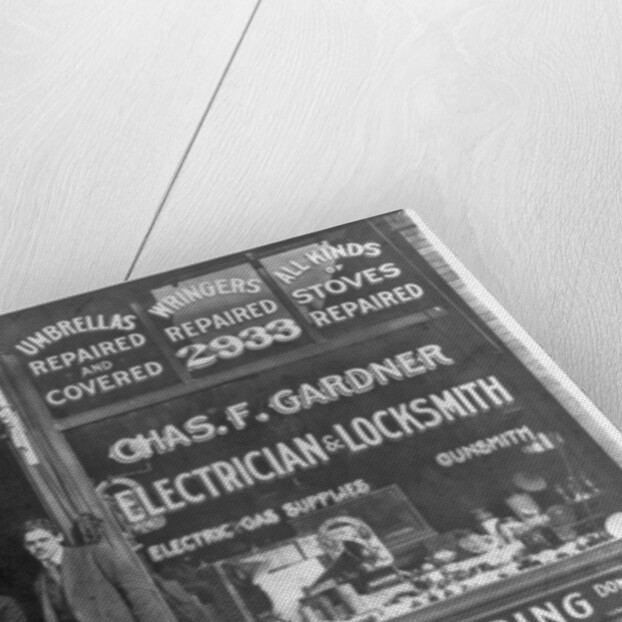 UMBRELLAS
REPAIRED
AND
COVERED
WRINGERS
REPAIRED
2933
ALL KINDS
OF
STOVES
REPAIRED
CHAS. F. GARDNER
ELECTRICIAN & LOCKSMITH
GUNSMITH
ELECTRIC GAS SUPPLIES